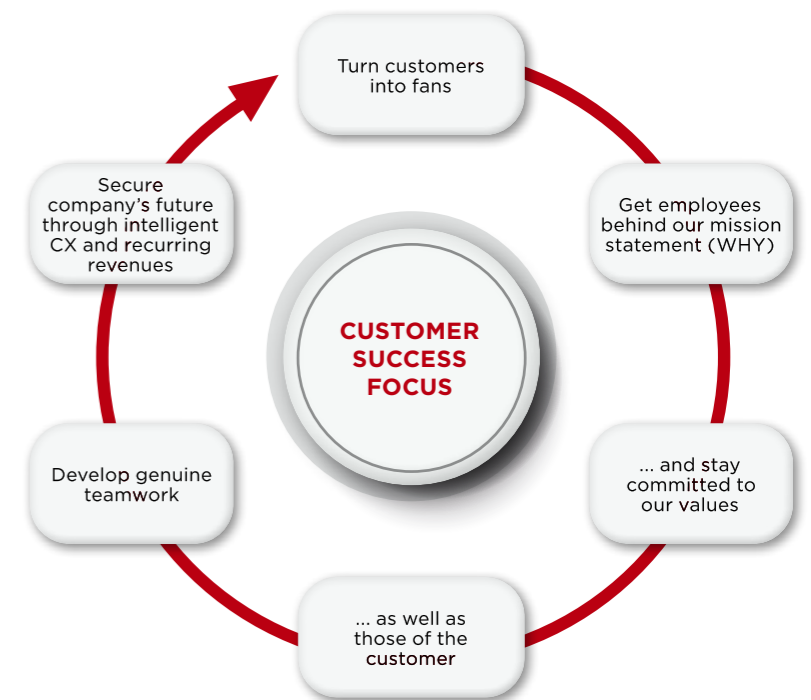 Turn customers
into fans
Get employees
behind our mission
statement (WHY)
... and stay
committed to
our values
... as well as
those of the
customer
Develop genuine
teamwork
Secure
company's future
through intelligent
CX and recurring
revenues
CUSTOMER
SUCCESS
FOCUS